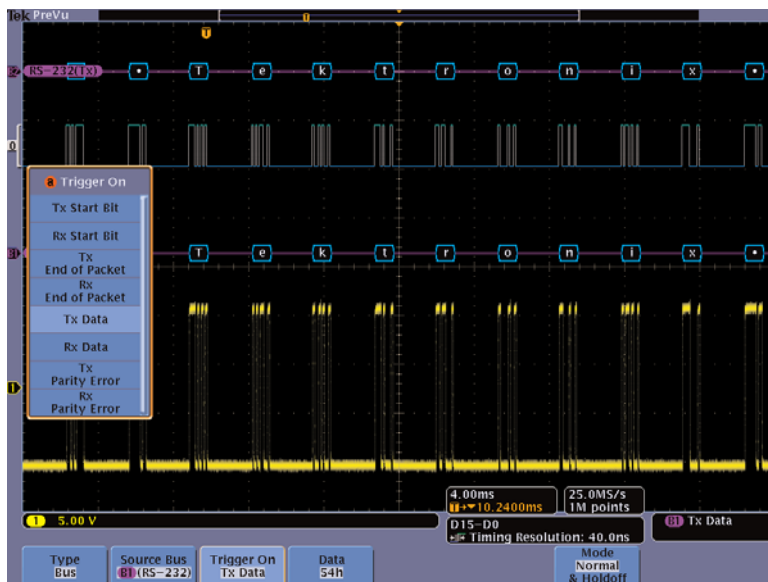 Tek PreVu
T
T
RS-232(Tx)
• T e k t r o n i x •
0
a Trigger On
Tx Start Bit
Rx Start Bit
Tx
End of Packet
Rx
End of Packet
Tx Data
Rx Data
Tx
Parity Error
Rx
Parity Error
T e k t r o n i x •
1
1 5.00 V
4.00ms
T→▼10.2400ms
25.0MS/s
1M points
D15-D0
Timing Resolution: 40.0ns
B1 Tx Data
Type
Bus
Source Bus
B1 (RS-232)
Trigger On
Tx Data
Data
54h
Mode
Normal
& Holdoff